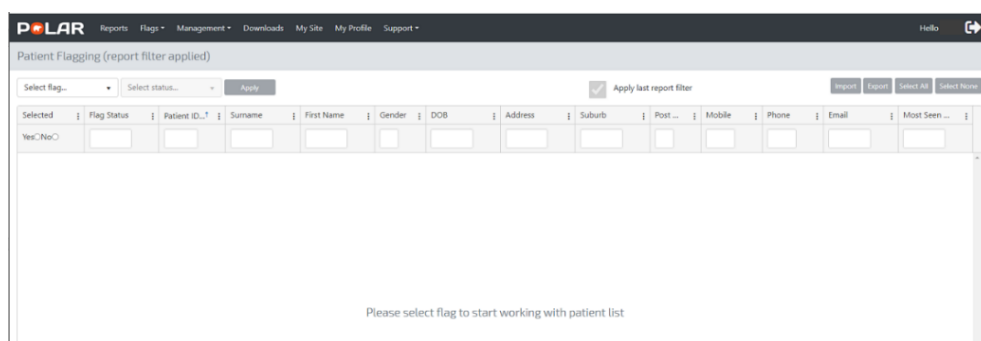 POLAR Reports Flags Management Downloads My Site My Profile Support Hello
Patient Flagging (report filter applied)
Select flag... Select status... Apply Apply last report filter Import Export Select All Select None
Selected Flag Status Patient ID...↑ Surname First Name Gender DOB Address Suburb Post ... Mobile Phone Email Most Seen ...
Yes No
Please select flag to start working with patient list